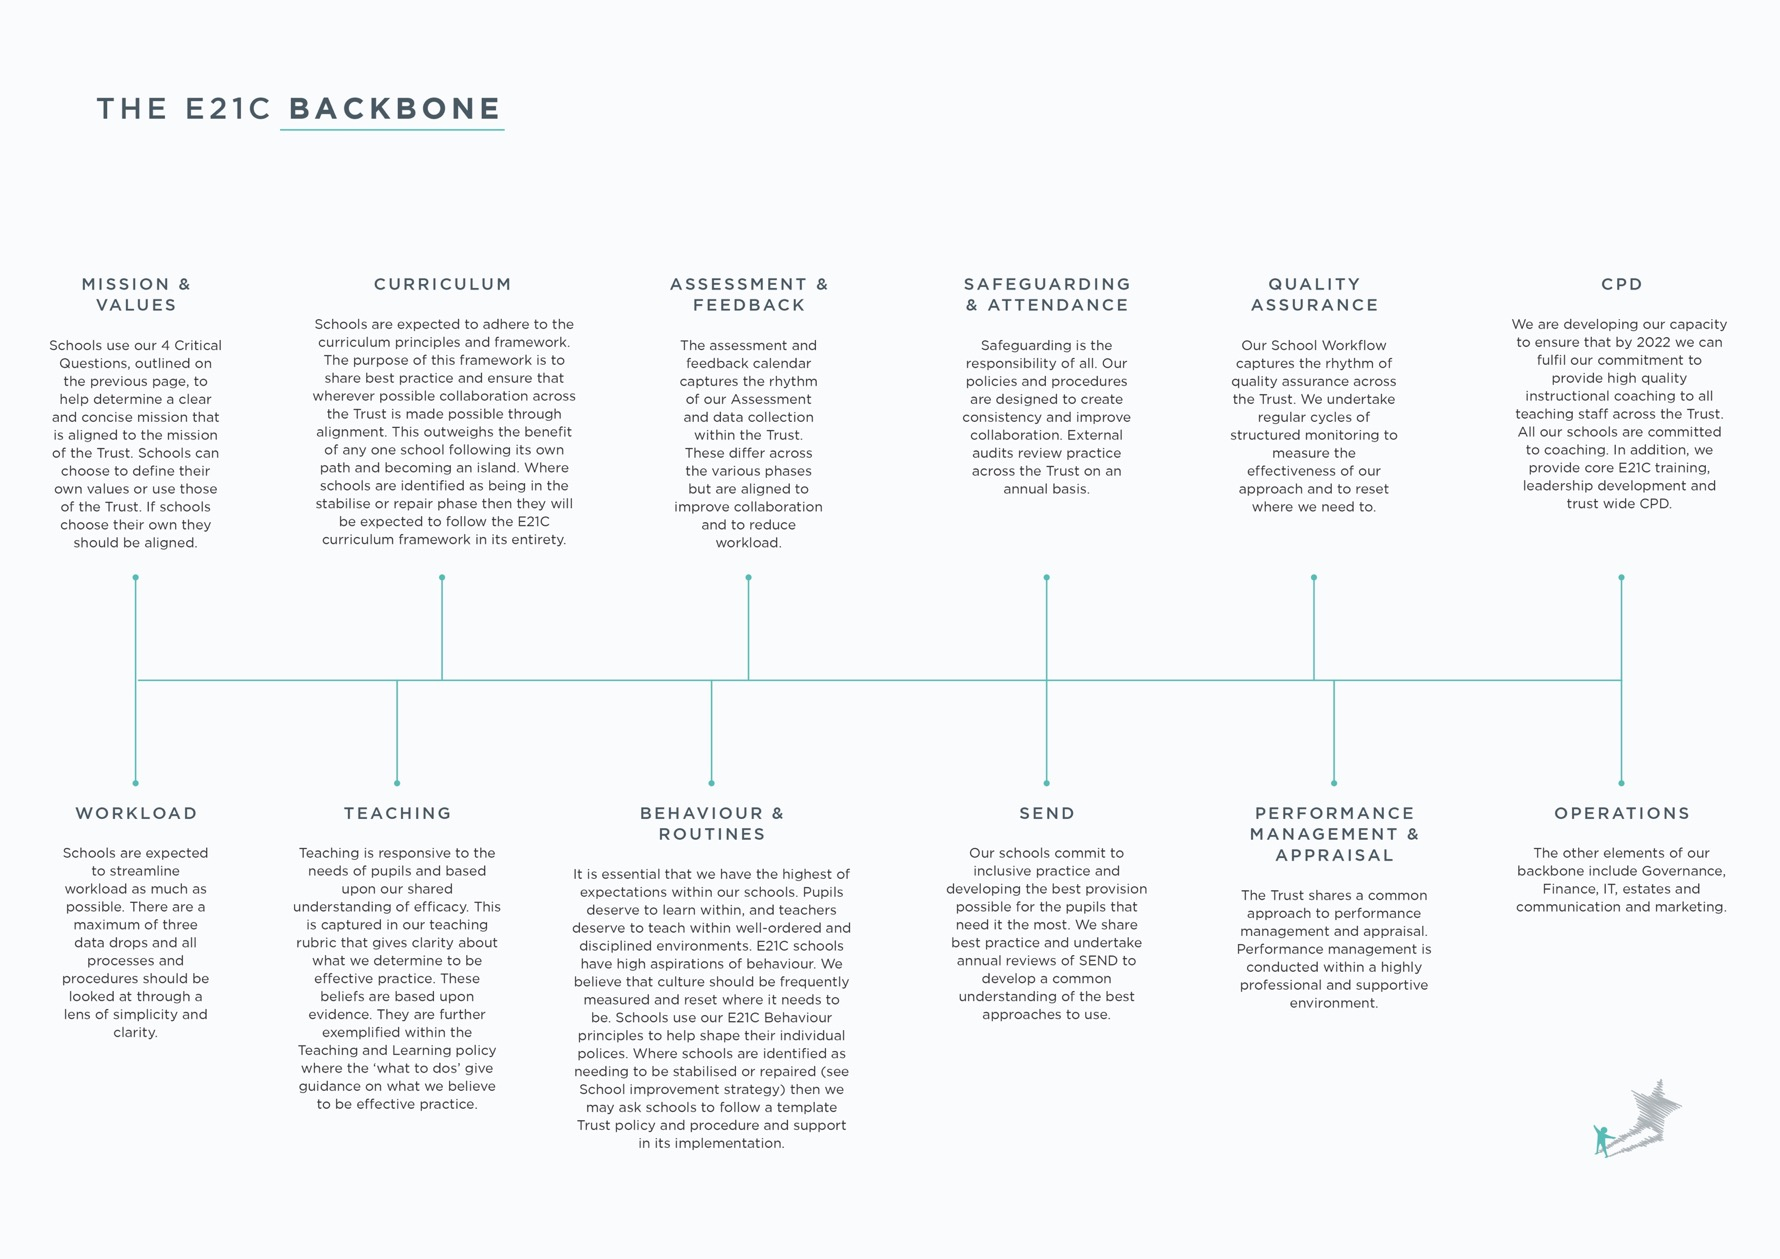 THE E21C BACKBONE
MISSION &
VALUES
Schools use our 4 Critical
Questions, outlined on
the previous page, to
help determine a clear
and concise mission that
is aligned to the mission
of the Trust. Schools can
choose to define their
own values or use those
of the Trust. If schools
choose their own they
should be aligned.
CURRICULUM
Schools are expected to adhere to the
curriculum principles and framework.
The purpose of this framework is to
share best practice and ensure that
wherever possible collaboration across
the Trust is made possible through
alignment. This outweighs the benefit
of any one school following its own
path and becoming an island. Where
schools are identified as being in the
stabilise or repair phase then they will
be expected to follow the E21C
curriculum framework in its entirety.
ASSESSMENT &
FEEDBACK
The assessment and
feedback calendar
captures the rhythm
of our Assessment
and data collection
within the Trust.
These differ across
the various phases
but are aligned to
improve collaboration
and to reduce
workload.
SAFEGUARDING
& ATTENDANCE
Safeguarding is the
responsibility of all. Our
policies and procedures
are designed to create
consistency and improve
collaboration. External
audits review practice
across the Trust on an
annual basis.
QUALITY
ASSURANCE
Our School Workflow
captures the rhythm of
quality assurance across
the Trust. We undertake
regular cycles of
structured monitoring to
measure the
effectiveness of our
approach and to reset
where we need to.
CPD
We are developing our capacity
to ensure that by 2022 we can
fulfil our commitment to
provide high quality
instructional coaching to all
teaching staff across the Trust.
All our schools are committed
to coaching. In addition, we
provide core E21C training,
leadership development and
trust wide CPD.
WORKLOAD
Schools are expected
to streamline
workload as much as
possible. There are a
maximum of three
data drops and all
processes and
procedures should be
looked at through a
lens of simplicity and
clarity.
TEACHING
Teaching is responsive to the
needs of pupils and based
upon our shared
understanding of efficacy. This
is captured in our teaching
rubric that gives clarity about
what we determine to be
effective practice. These
beliefs are based upon
evidence. They are further
exemplified within the
Teaching and Learning policy
where the ‘what to dos’ give
guidance on what we believe
to be effective practice.
BEHAVIOUR &
ROUTINES
It is essential that we have the highest of
expectations within our schools. Pupils
deserve to learn within, and teachers
deserve to teach within well-ordered and
disciplined environments. E21C schools
have high aspirations of behaviour. We
believe that culture should be frequently
measured and reset where it needs to
be. Schools use our E21C Behaviour
principles to help shape their individual
polices. Where schools are identified as
needing to be stabilised or repaired (see
School improvement strategy) then we
may ask schools to follow a template
Trust policy and procedure and support
in its implementation.
SEND
Our schools commit to
inclusive practice and
developing the best provision
possible for the pupils that
need it the most. We share
best practice and undertake
annual reviews of SEND to
develop a common
understanding of the best
approaches to use.
PERFORMANCE
MANAGEMENT &
APPRAISAL
The Trust shares a common
approach to performance
management and appraisal.
Performance management is
conducted within a highly
professional and supportive
environment.
OPERATIONS
The other elements of our
backbone include Governance,
Finance, IT, estates and
communication and marketing.